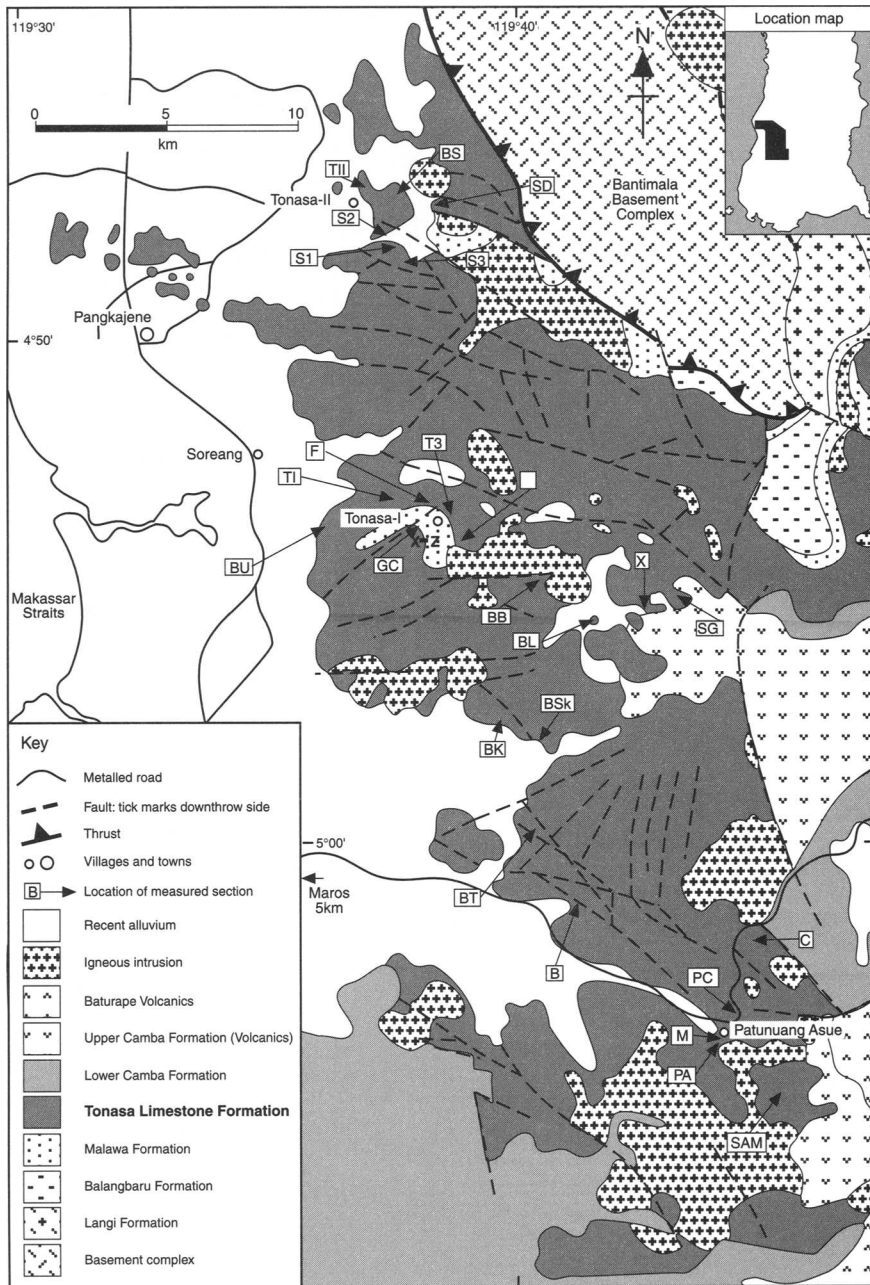 119°30'
119°40'
Location map
N
0 5 10
km
BS
TII
SD
Tonasa-II
Bantimala
Basement
Complex
S2
S1
S3
Pangkajene
4°50'
F
T3
Soreang
TI
Tonasa-I
X
GC
BU
Makassar
Straits
BB
BL
SG
BSk
BK
Key
Metalled road
Fault: tick marks downthrow side
Thrust
Villages and towns
B Location of measured section
Recent alluvium
Igneous intrusion
Baturape Volcanics
Upper Camba Formation (Volcanics)
Lower Camba Formation
Tonasa Limestone Formation
Malawa Formation
Balangbaru Formation
Langi Formation
Basement complex
5°00'
Maros
5km
BT
B
C
PC
Patunuang Asue
M
PA
SAM